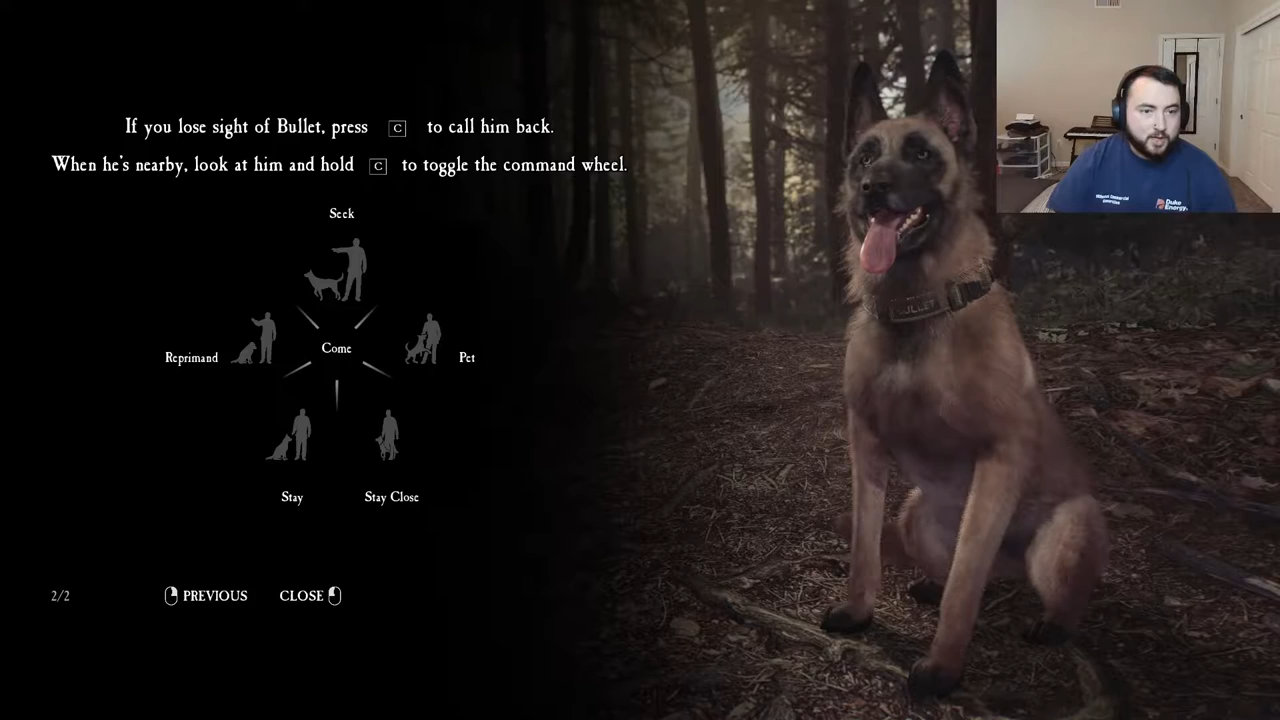 If you lose sight of Bullet, press C to call him back.
When he's nearby, look at him and hold C to toggle the command wheel.
Seek
Reprimand
Come
Pet
Stay
Stay Close
2/2
PREVIOUS
CLOSE
BULLET
Duke
Energy